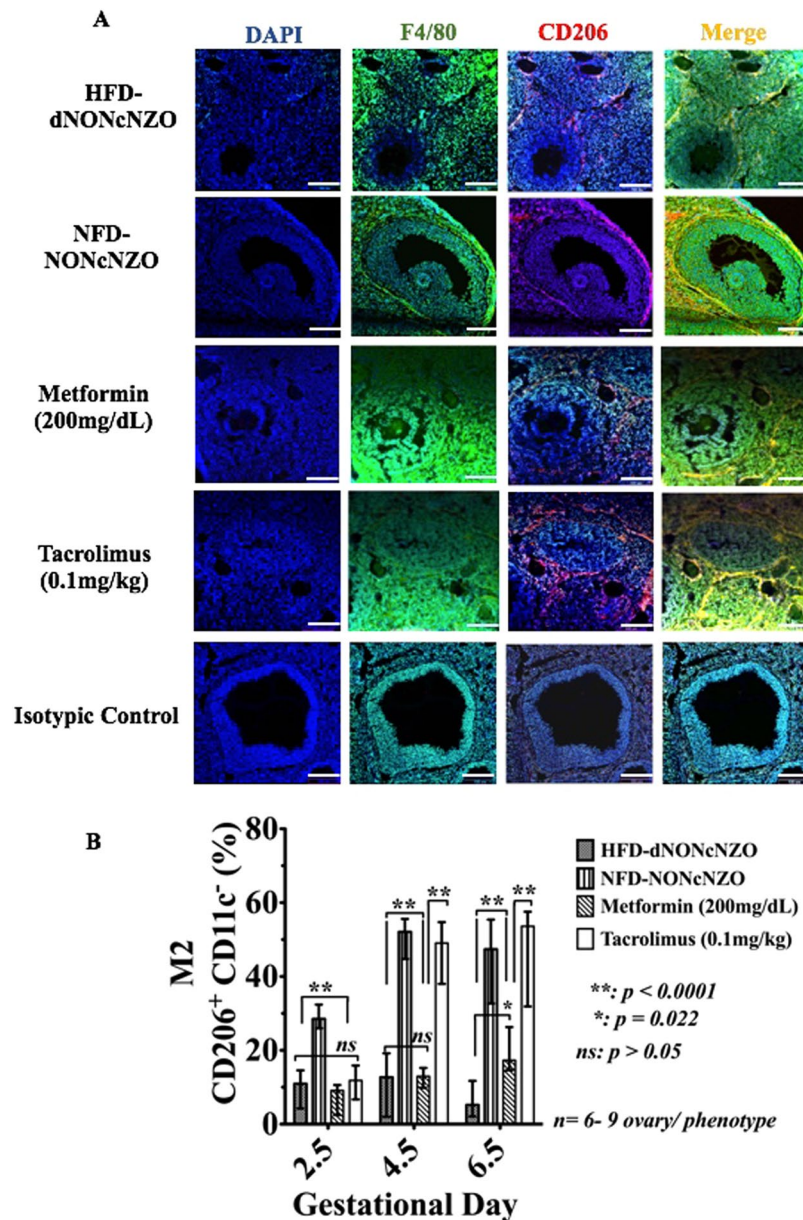 A
DAPI F4/80 CD206 Merge
HFD-
dNONcNZO
NFD-
NONcNZO
Metformin
(200mg/dL)
Tacrolimus
(0.1mg/kg)
Isotypic Control
B
M2
CD206⁺ CD11c⁻ (%)
80
60
40
20
0
** ns
** ns **
** * **
2.5 4.5 6.5
Gestational Day
HFD-dNONcNZO
NFD-NONcNZO
Metformin (200mg/dL)
Tacrolimus (0.1mg/kg)
**: p < 0.0001
*: p = 0.022
ns: p > 0.05
n= 6- 9 ovary/ phenotype